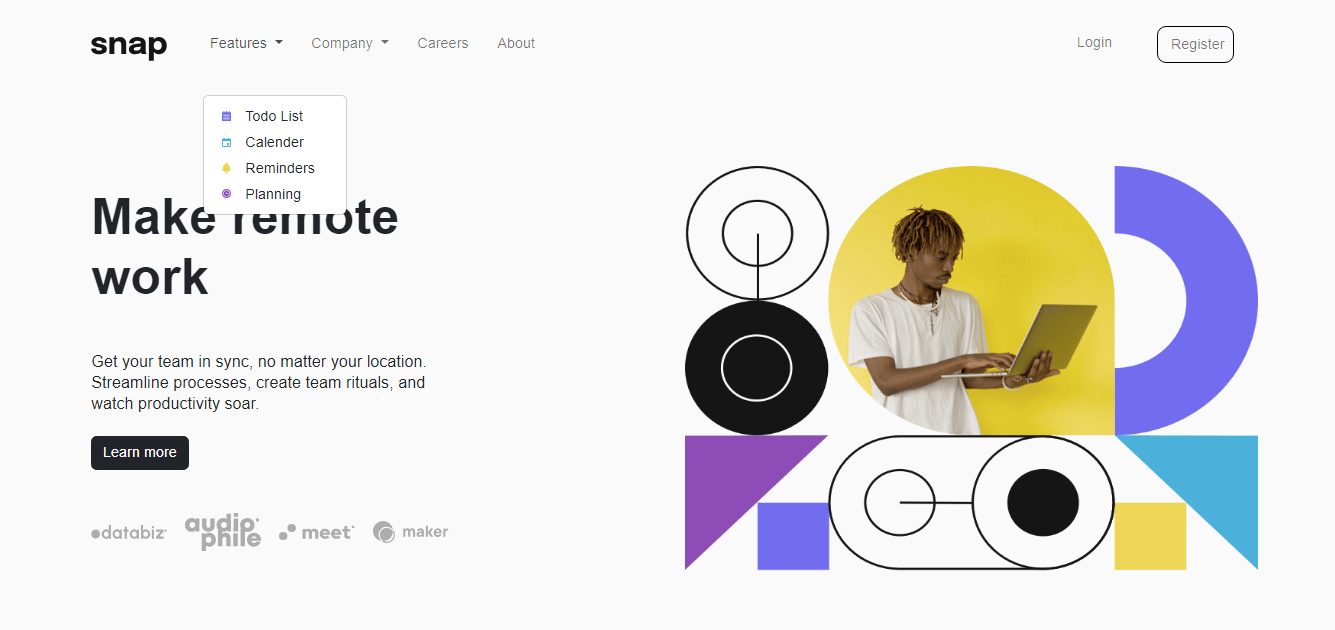 snap
Features
Company
Careers
About
Login
Register
Todo List
Calender
Reminders
Planning
Make remote
work
Get your team in sync, no matter your location.
Streamline processes, create team rituals, and
watch productivity soar.
Learn more
databiz
audio
phile
meet
maker